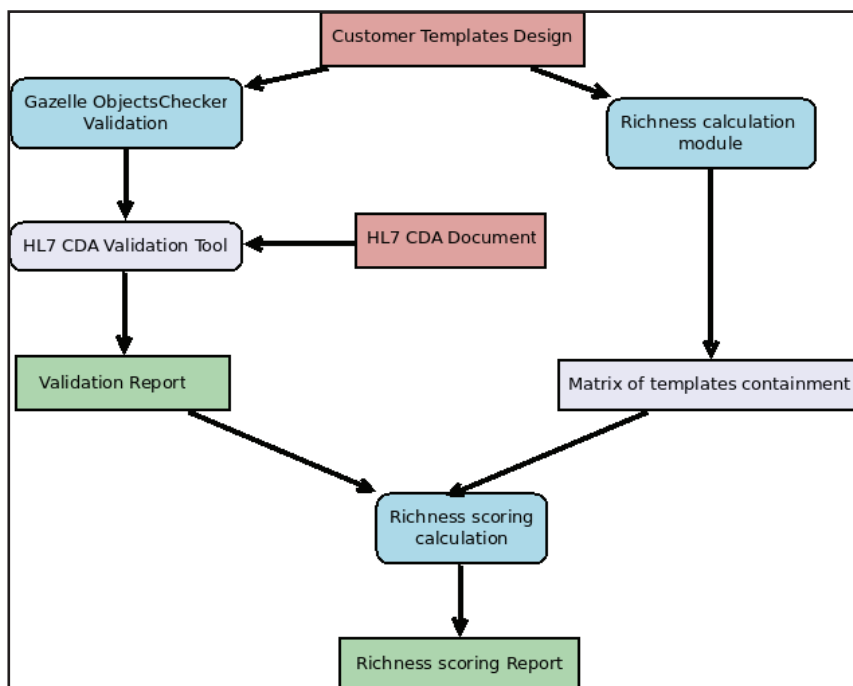 Customer Templates Design
Gazelle ObjectsChecker
Validation
Richness calculation
module
HL7 CDA Validation Tool
HL7 CDA Document
Validation Report
Matrix of templates containment
Richness scoring
calculation
Richness scoring Report